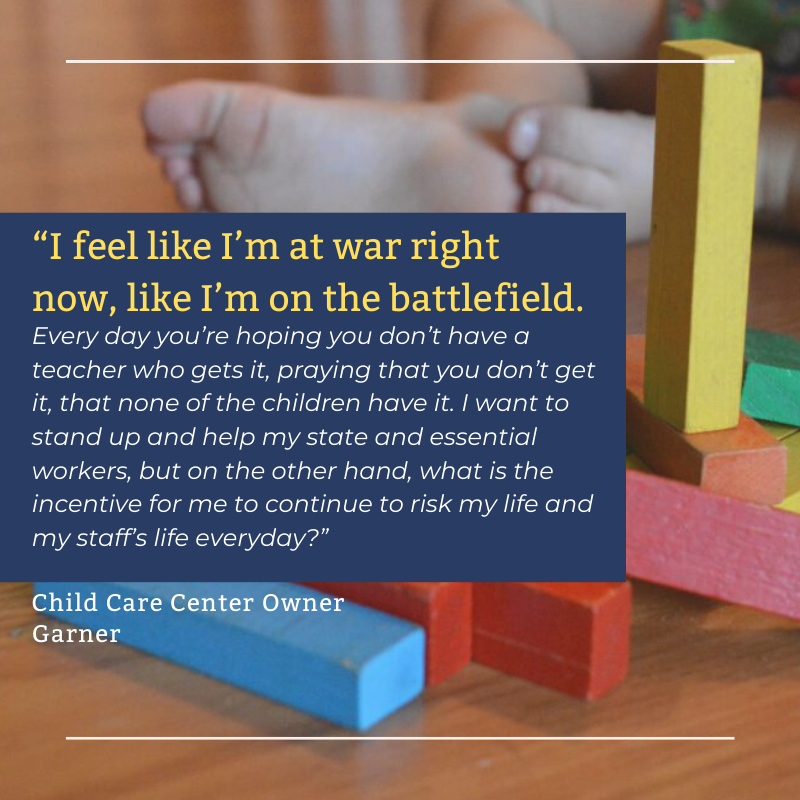 “I feel like I’m at war right
now, like I’m on the battlefield.
Every day you’re hoping you don’t have a
teacher who gets it, praying that you don’t get
it, that none of the children have it. I want to
stand up and help my state and essential
workers, but on the other hand, what is the
incentive for me to continue to risk my life and
my staff’s life everyday?”
Child Care Center Owner
Garner